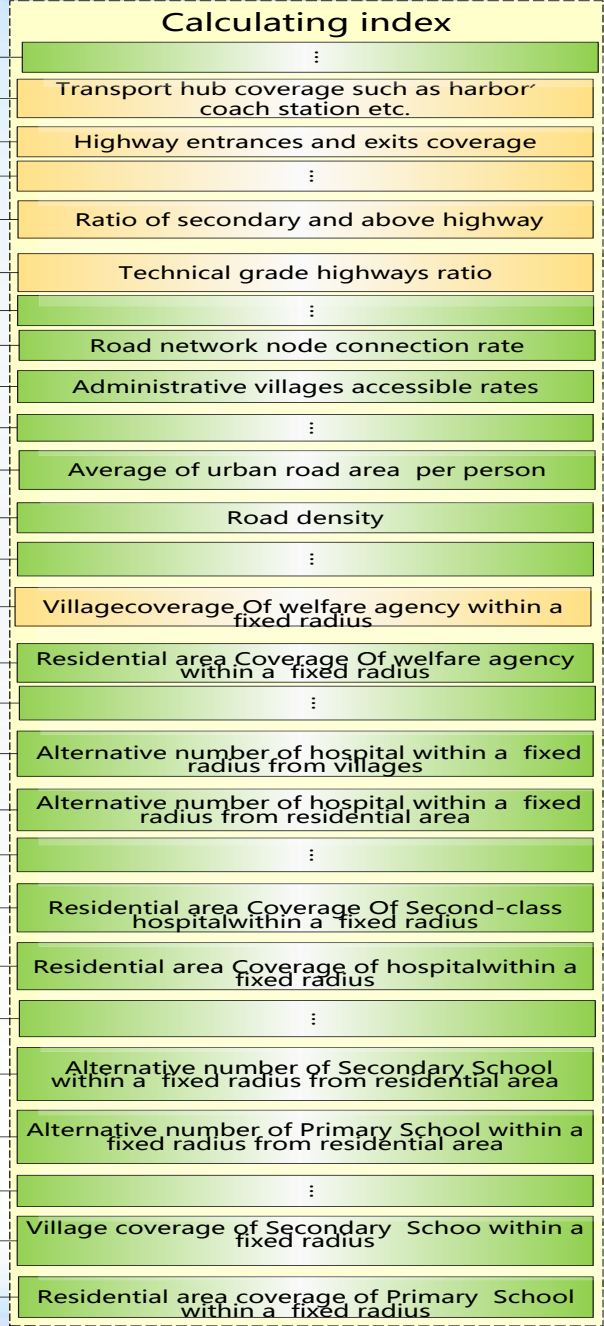 Calculating index
⋮
Transport hub coverage such as harbor′
coach station etc.
Highway entrances and exits coverage
⋮
Ratio of secondary and above highway
Technical grade highways ratio
⋮
Road network node connection rate
Administrative villages accessible rates
⋮
Average of urban road area per person
Road density
⋮
Villagecoverage Of welfare agency within a
fixed radius
Residential area Coverage Of welfare agency
within a fixed radius
⋮
Alternative number of hospital within a fixed
radius from villages
Alternative number of hospital within a fixed
radius from residential area
⋮
Residential area Coverage Of Second-class
hospitalwithin a fixed radius
Residential area Coverage of hospitalwithin a
fixed radius
⋮
Alternative number of Secondary School
within a fixed radius from residential area
Alternative number of Primary School within a
fixed radius from residential area
⋮
Village coverage of Secondary Schoo within a
fixed radius
Residential area coverage of Primary School
within a fixed radius